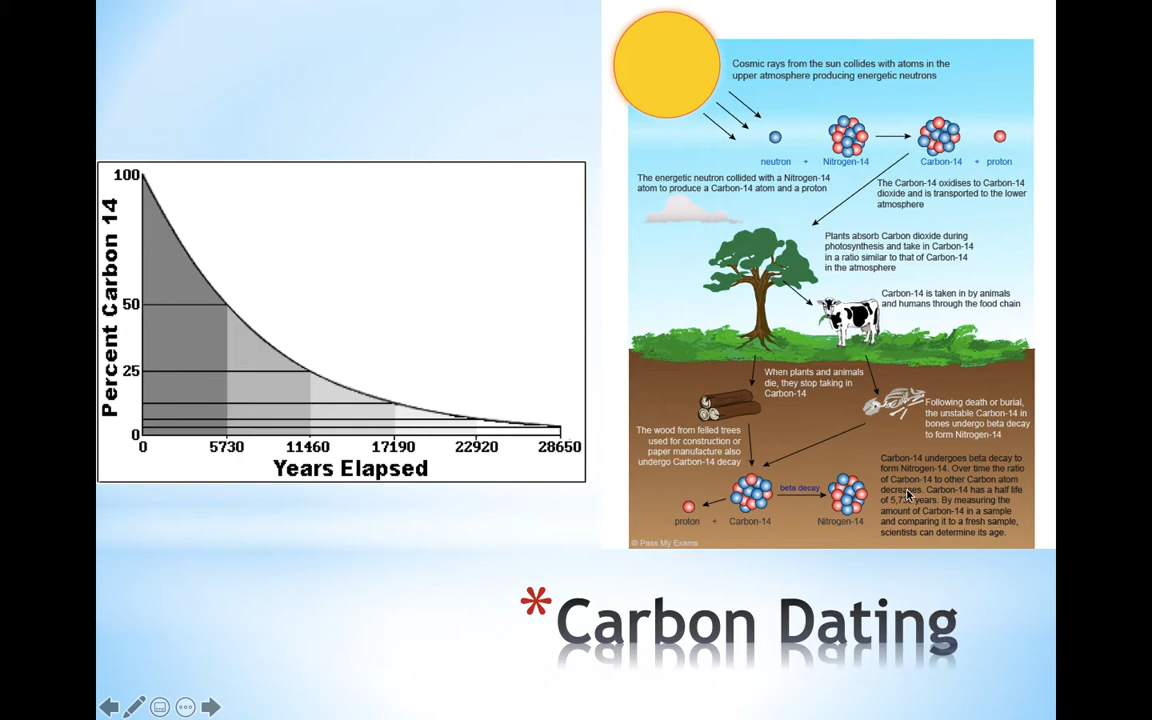 100
50
25
0
Percent Carbon 14
0 5730 11460 17190 22920 28650
Years Elapsed
Cosmic rays from the sun collides with atoms in the
upper atmosphere producing energetic neutrons
neutron + Nitrogen-14 Carbon-14 + proton
The energetic neutron collided with a Nitrogen-14
atom to produce a Carbon-14 atom and a proton
The Carbon-14 oxidises to Carbon-14
dioxide and is transported to the lower
atmosphere
Plants absorb Carbon dioxide during
photosynthesis and take in Carbon-14
in a ratio similar to that of Carbon-14
in the atmosphere
Carbon-14 is taken in by animals
and humans through the food chain
When plants and animals
die, they stop taking in
Carbon-14
Following death or burial,
the unstable Carbon-14 in
bones undergo beta decay
to form Nitrogen-14
The wood from felled trees
used for construction or
paper manufacture also
undergo Carbon-14 decay
beta decay
proton + Carbon-14 Nitrogen-14
Carbon-14 undergoes beta decay to
form Nitrogen-14. Over time the ratio
of Carbon-14 to other Carbon atom
decreases. Carbon-14 has a half life
of years. By measuring the
amount of Carbon-14 in a sample
and comparing it to a fresh sample,
scientists can determine its age.
© Pass My Exams
* Carbon Dating